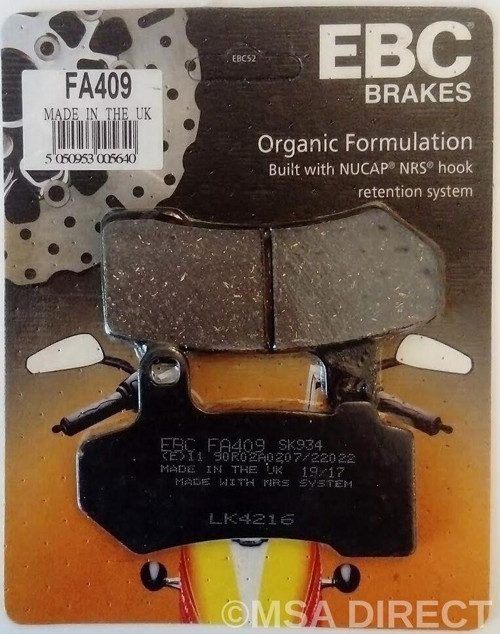 EBC52
EBC
BRAKES
FA409
MADE IN THE UK
5 050953 005640
Organic Formulation
Built with NUCAP® NRS® hook
retention system
EBC FA409 SK934
(E)11 90R02A0207/22022
MADE IN THE UK 19/17
MADE WITH NRS SYSTEM
LK4216
©MSA DIRECT